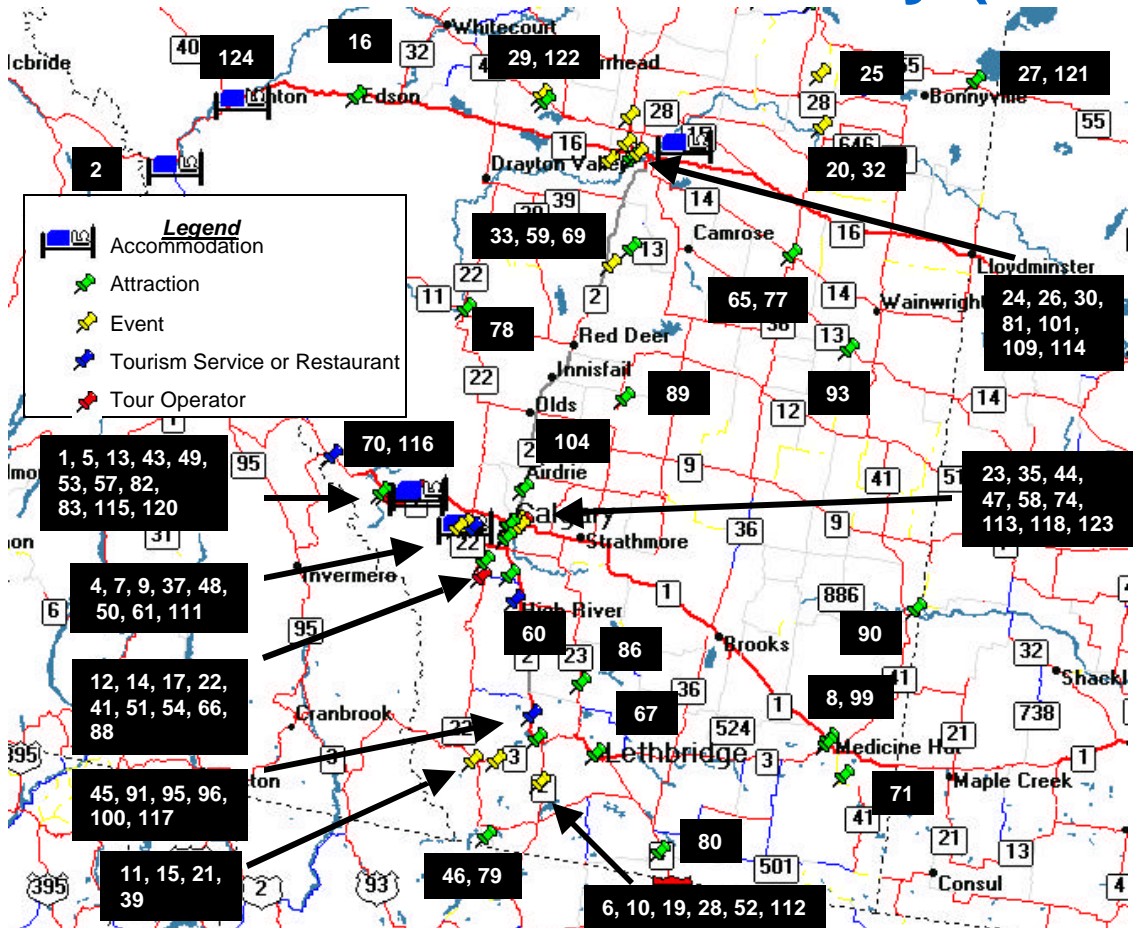 Whitecourt
lcbride
40
16
32
124
29, 122
25
55
27, 121
Bonnyville
Edson
28
28
55
16
2
Drayton Valley
20, 32
14
39
33, 59, 69
13
Camrose
16
Lloydminster
Legend
Accommodation
Attraction
Event
Tourism Service or Restaurant
Tour Operator
22
11
2
65, 77
14
Wainwright
24, 26, 30,
81, 101,
109, 114
78
Red Deer
13
22
Innisfail
89
93
14
Olds
12
104
70, 116
2
1, 5, 13, 43, 49,
53, 57, 82,
83, 115, 120
95
Airdrie
9
41
23, 35, 44,
47, 58, 74,
113, 118, 123
Calgary
36
9
31
Strathmore
22
1
Invermere
4, 7, 9, 37, 48,
50, 61, 111
6
1
886
High River
95
60
86
Brooks
90
2
23
32
12, 14, 17, 22,
41, 51, 54, 66,
88
36
67
8, 99
41
1
738
Cranbrook
22
524
21
3
3
Lethbridge
3
Medicine Hat
1
395
45, 91, 95, 96,
100, 117
71
Maple Creek
41
11, 15, 21,
39
21
13
80
46, 79
501
395
2
93
Consul
4
6, 10, 19, 28, 52, 112